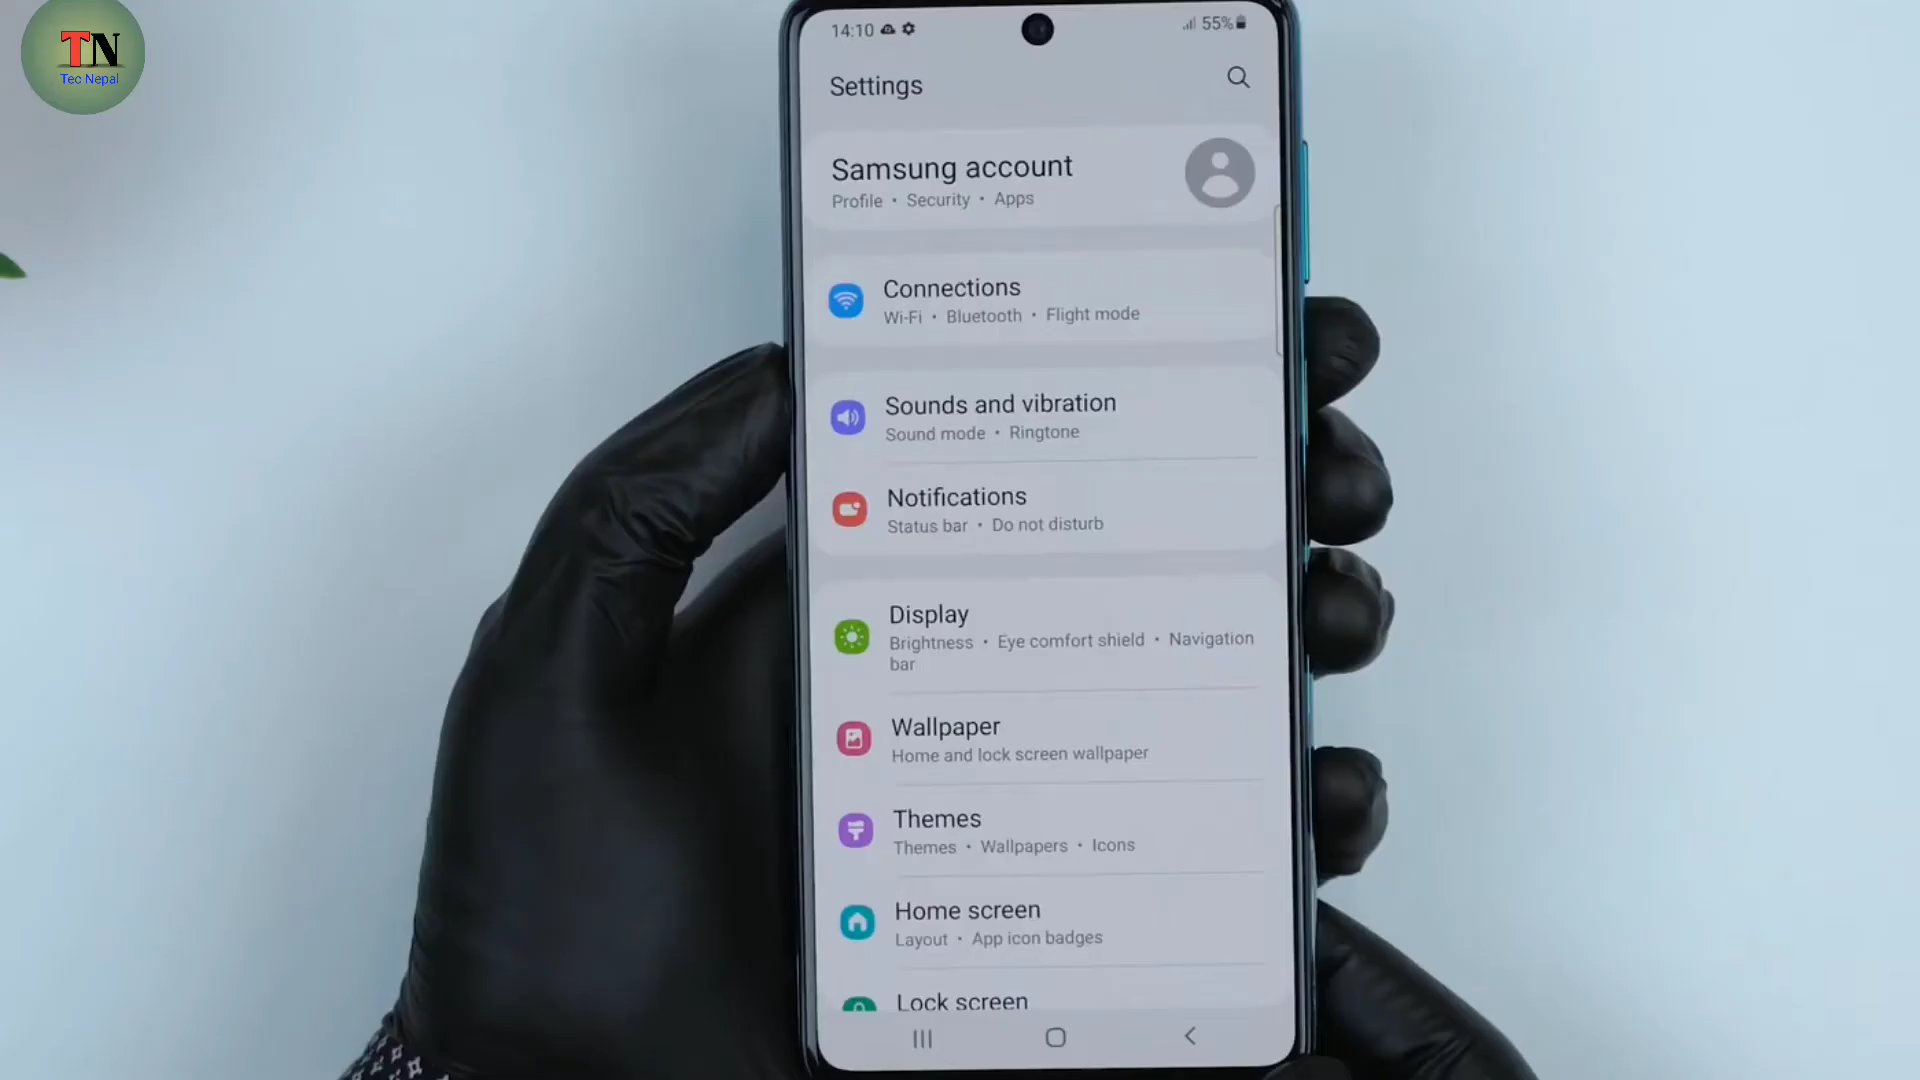 TN
Tec Nepal
14:10
55%
Settings
Samsung account
Profile • Security • Apps
Connections
Wi-Fi • Bluetooth • Flight mode
Sounds and vibration
Sound mode • Ringtone
Notifications
Status bar • Do not disturb
Display
Brightness • Eye comfort shield • Navigation
bar
Wallpaper
Home and lock screen wallpaper
Themes
Themes • Wallpapers • Icons
Home screen
Layout • App icon badges
Lock screen